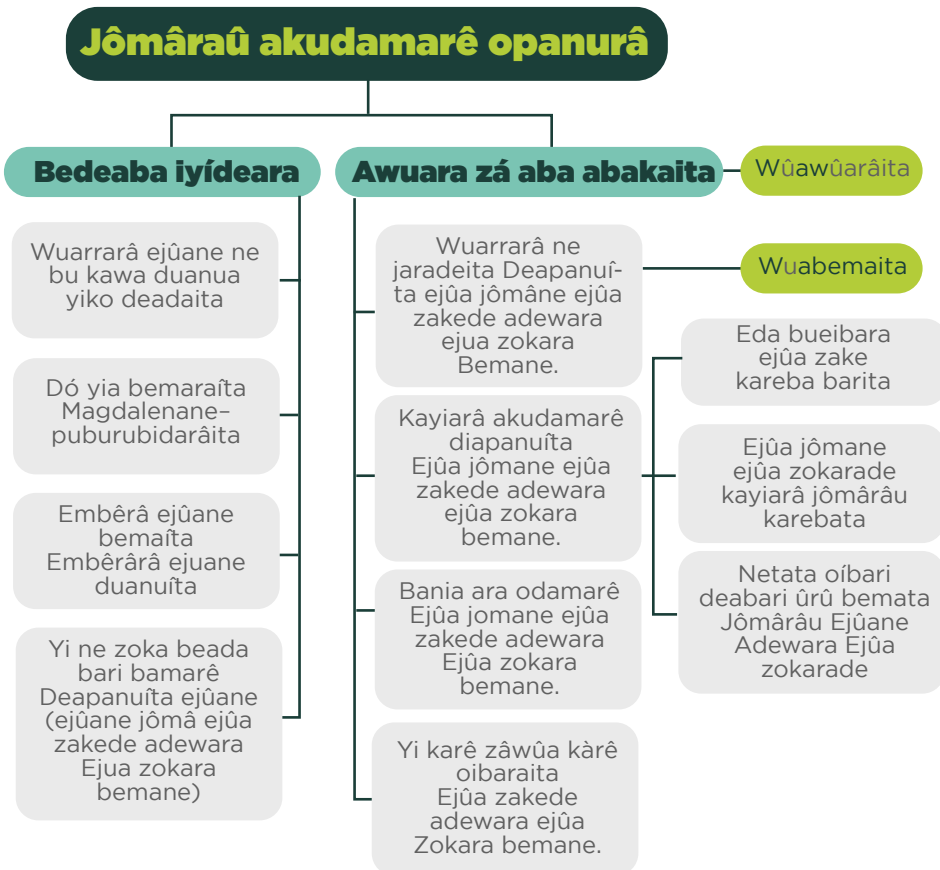 Jômâraû akudamarê opanurâ
Bedeaba iyídeara
Wuarrarâ ejûane ne
bu kawa duanua
yiko deadaita
Dó yia bemaraîta
Magdalenane–
puburubidarâita
Embêrâ ejûane
bemaîta
Embêrârâ ejuane
duanuîta
Yi ne zoka beada
bari bamarê
Deapanuîta ejûane
(ejûane jômâ ejûa
zakede adewara
Ejua zokara
bemane)
Awuara zá aba abakaita
Wûawûarâita
Wuarrarâ ne
jaradeita Deapanuî-
ta ejûa jômâne ejûa
zakede adewara
ejua zokara
Bemane.
Wuabemaita
Kayiarâ akudamarê
diapanuîta
Ejûa jômane ejûa
zakede adewara
ejûa zokara
bemane.
Eda bueibara
ejûa zake
kareba barita
Ejûa jômane
ejûa zokarade
kayiarâ jômârâu
karebata
Netata oíbari
deabari ûrû bemata
Jômârâu Ejûane
Adewara Ejûa
zokarade
Bania ara odamarê
Ejûa jomane ejûa
zakede adewara
Ejûa zokara
bemane.
Yi karê zâwûa kàrê
oibaraita
Ejûa zakede
adewara ejûa
Zokara bemane.